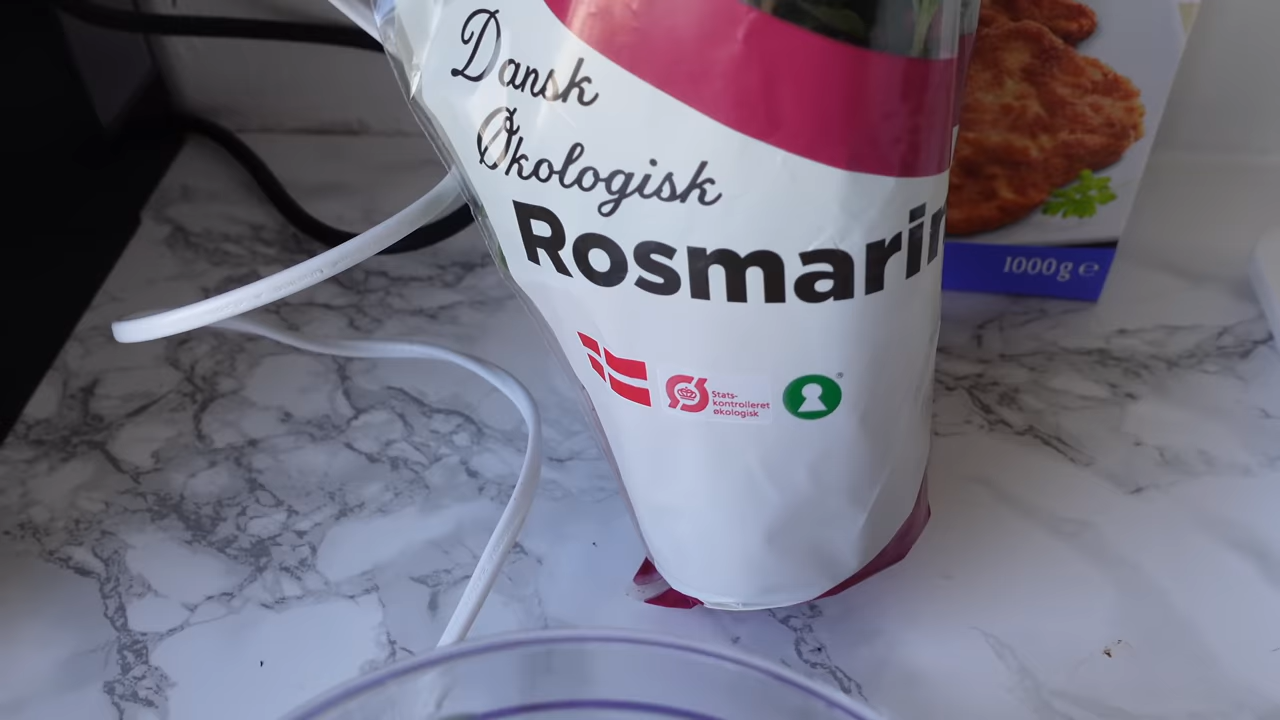 Dansk
Økologisk
Rosmarin
Stats-
kontrolleret
økologisk
1000g e